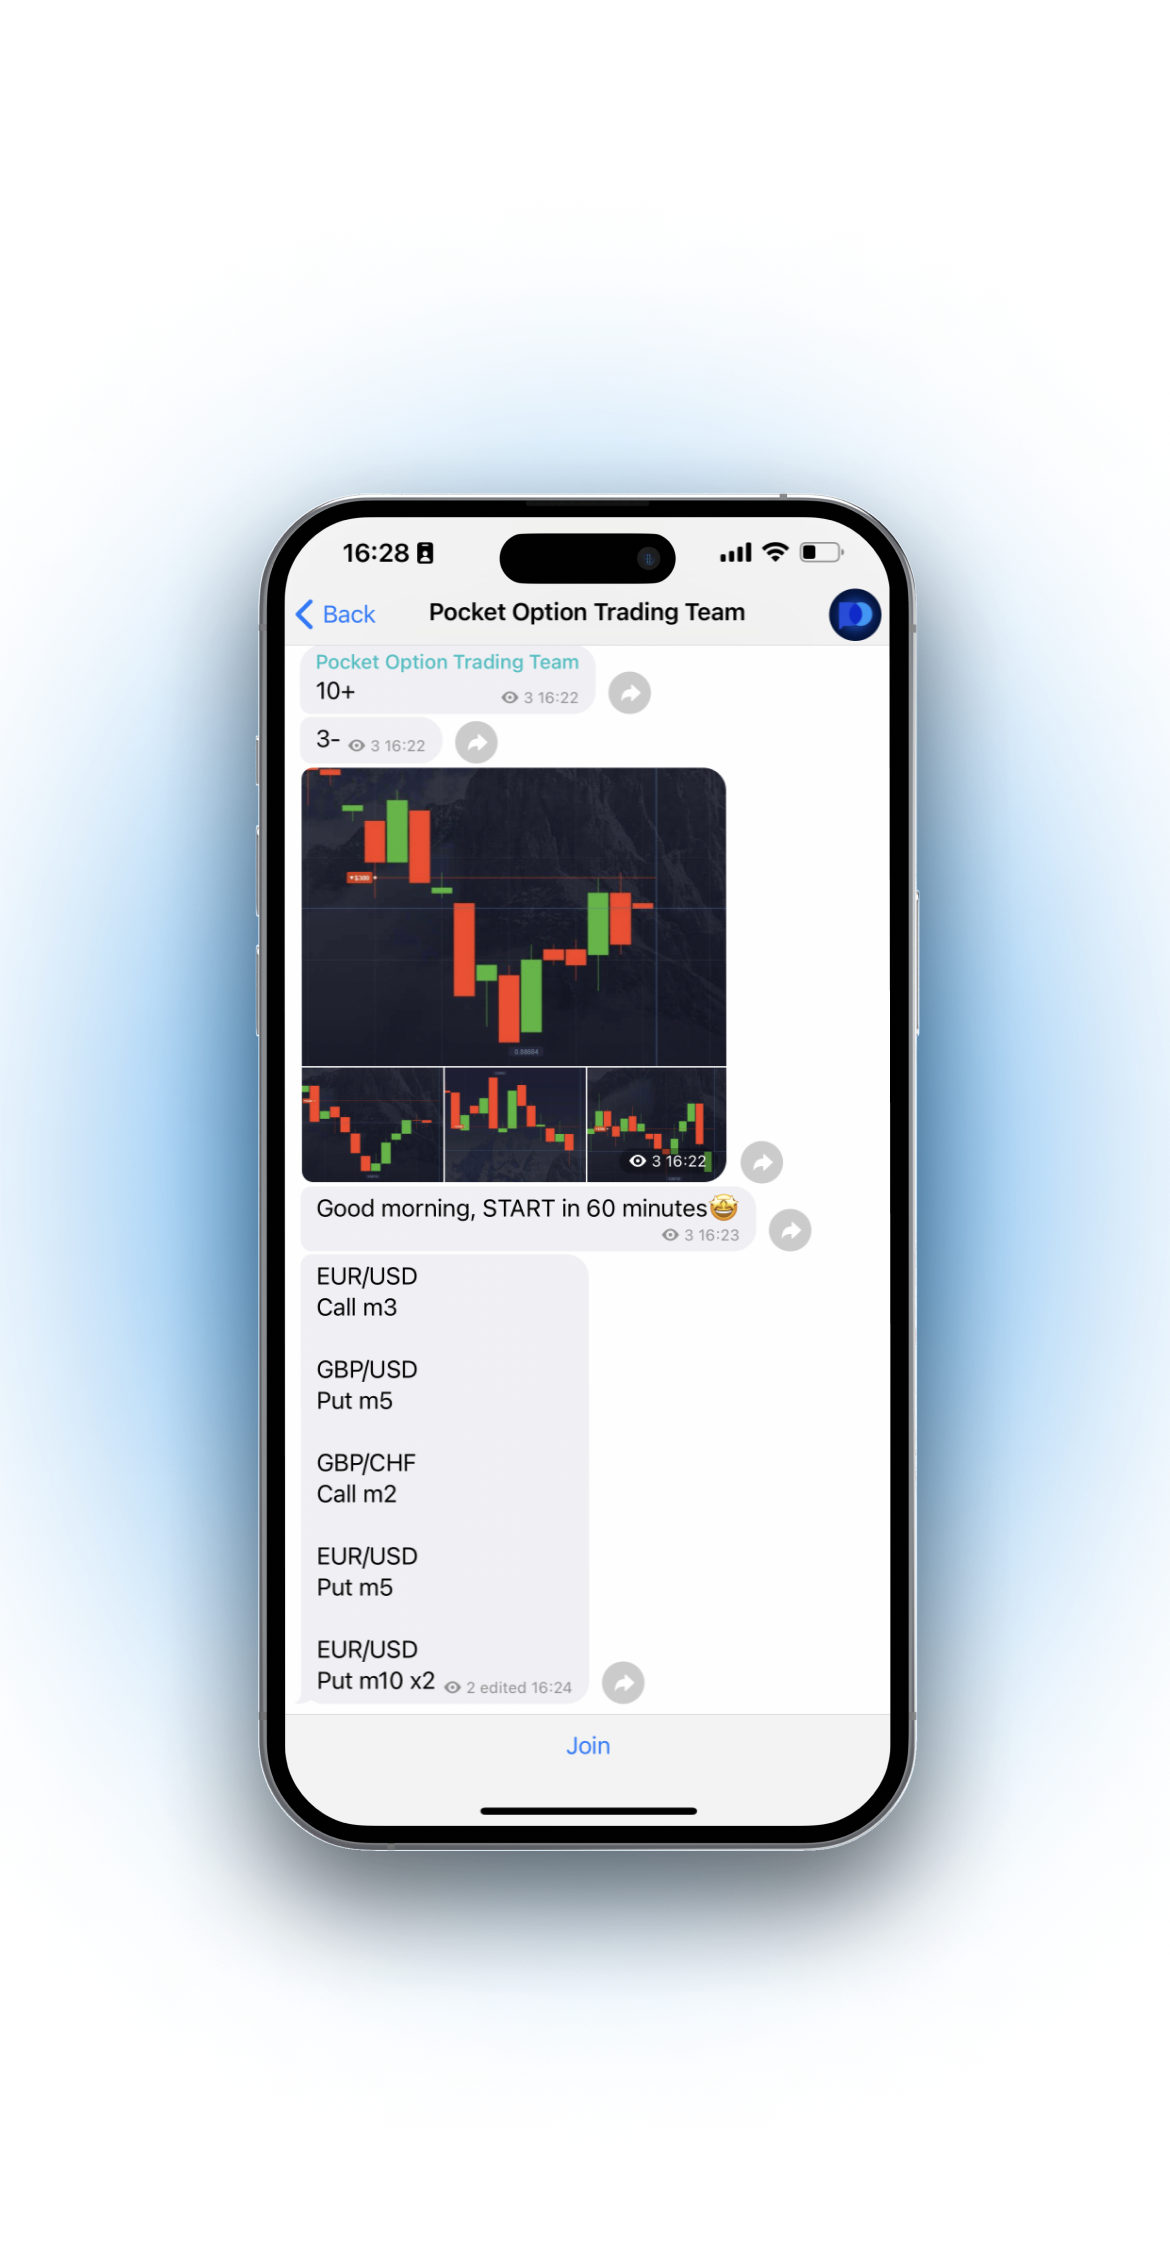 16:28
Back
Pocket Option Trading Team
Pocket Option Trading Team
10+
3 16:22
3-
3 16:22
$300
0.88604
3 16:22
Good morning, START in 60 minutes🤩
3 16:23
EUR/USD
Call m3
GBP/USD
Put m5
GBP/CHF
Call m2
EUR/USD
Put m5
EUR/USD
Put m10 x2
2 edited 16:24
Join